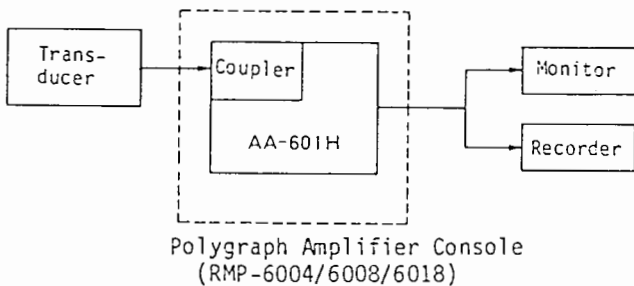 Trans-
ducer
Coupler
AA-601H
Monitor
Recorder
Polygraph Amplifier Console
(RMP-6004/6008/6018)